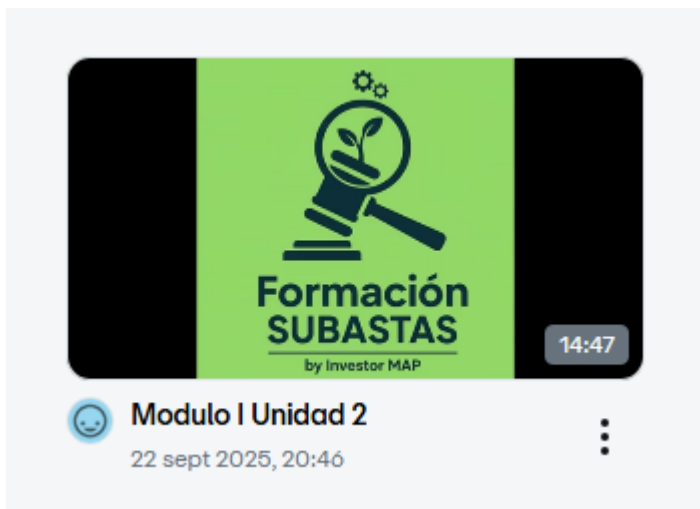 Formación
SUBASTAS
by Investor MAP
14:47
Modulo I Unidad 2
22 sept 2025, 20:46